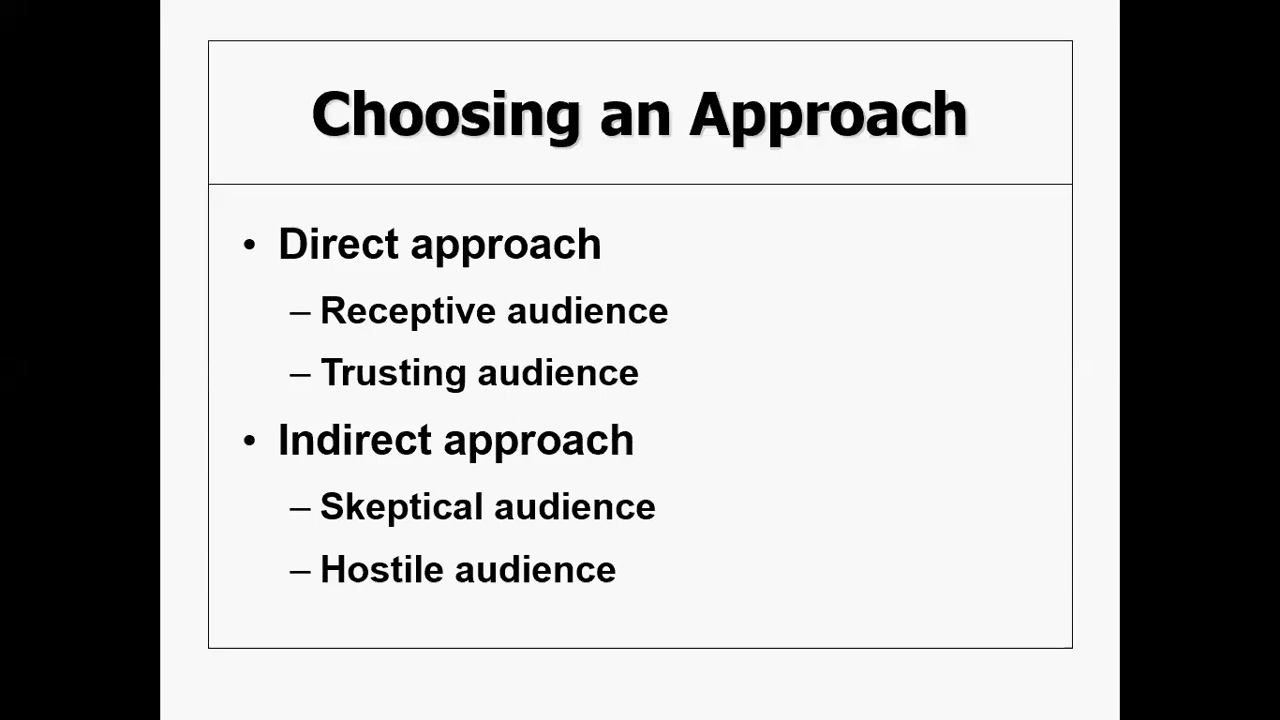 Choosing an Approach
• Direct approach
– Receptive audience
– Trusting audience
• Indirect approach
– Skeptical audience
– Hostile audience